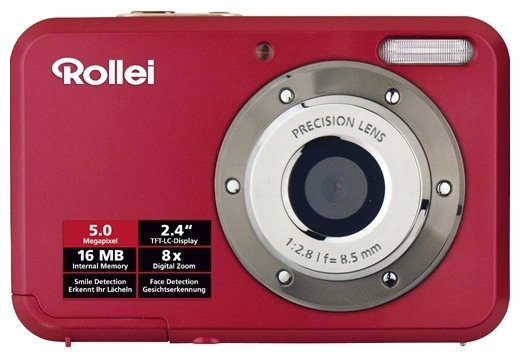 Rollei
PRECISION LENS
1:2.8 | f= 8.5 mm
5.0
Megapixel
2.4“
TFT-LC-Display
16 MB
Internal Memory
8x
Digital Zoom
Smile Detection
Erkennt Ihr Lächeln
Face Detection
Gesichtserkennung